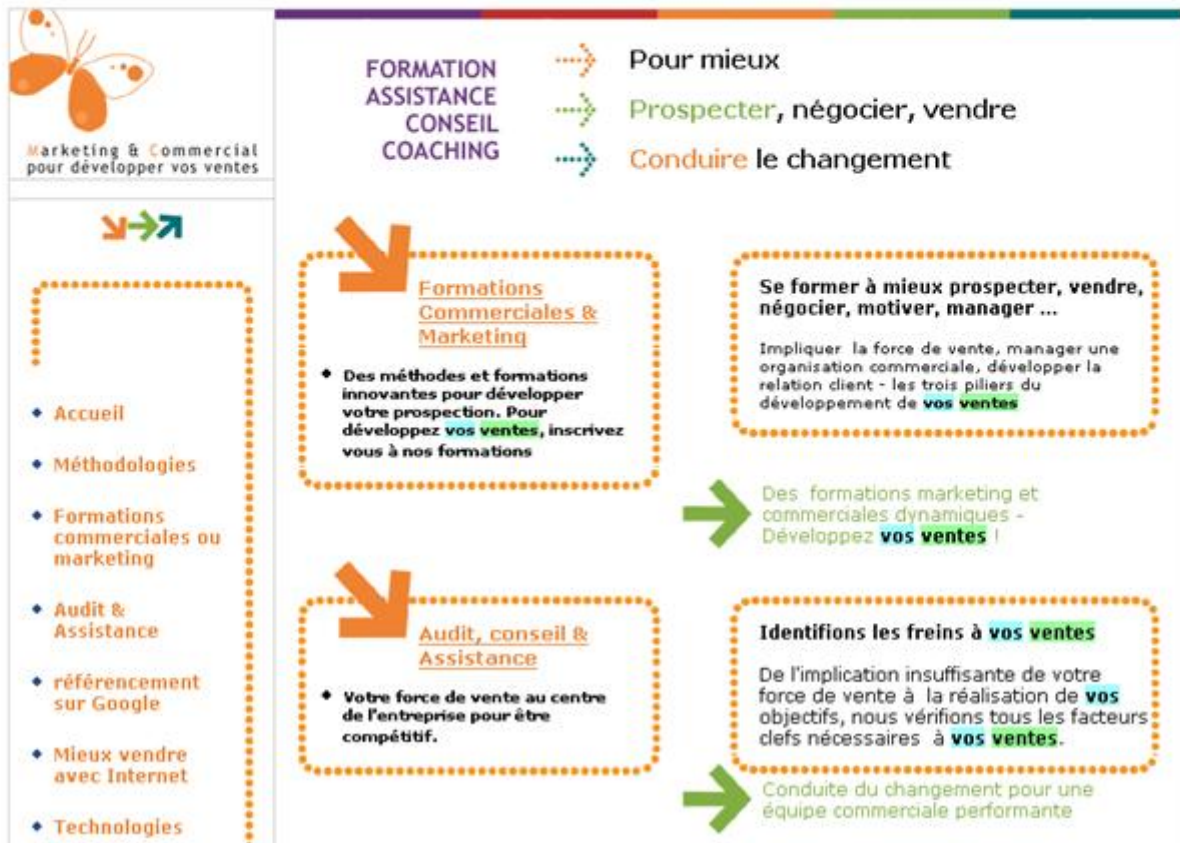 Marketing & Commercial
pour développer vos ventes
Accueil
Méthodologies
Formations
commerciales ou
marketing
Audit &
Assistance
référencement
sur Google
Mieux vendre
avec Internet
Technologies
FORMATION
ASSISTANCE
CONSEIL
COACHING
Pour mieux
Prospecter, négocier, vendre
Conduire le changement
Formations
Commerciales &
Marketing
Des méthodes et formations
innovantes pour développer
votre prospection. Pour
développez vos ventes, inscrivez
vous à nos formations
Se former à mieux prospecter, vendre,
négocier, motiver, manager ...
Impliquer la force de vente, manager une
organisation commerciale, développer la
relation client - les trois piliers du
développement de vos ventes
Des formations marketing et
commerciales dynamiques -
Développez vos ventes !
Audit, conseil &
Assistance
Votre force de vente au centre
de l'entreprise pour être
compétitif.
Identifions les freins à vos ventes
De l'implication insuffisante de votre
force de vente à la réalisation de vos
objectifs, nous vérifions tous les facteurs
clefs nécessaires à vos ventes.
Conduite du changement pour une
équipe commerciale performante